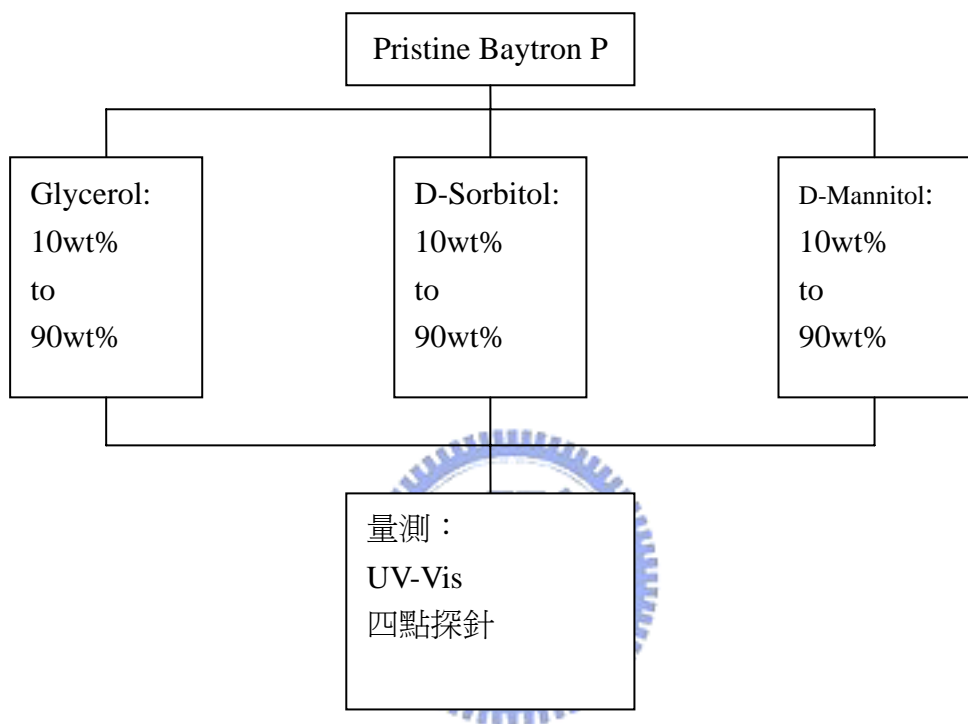 Pristine Baytron P
Glycerol:
10wt%
to
90wt%
D-Sorbitol:
10wt%
to
90wt%
D-Mannitol:
10wt%
to
90wt%
量測：
UV-Vis
四點探針